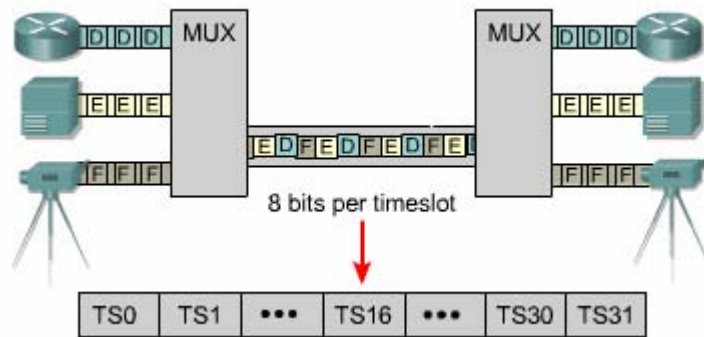 D D D MUX MUX D D D
E E E E E E
E D F E D F E D F E D
F F F F F F
8 bits per timeslot
TS0 TS1 ••• TS16 ••• TS30 TS31